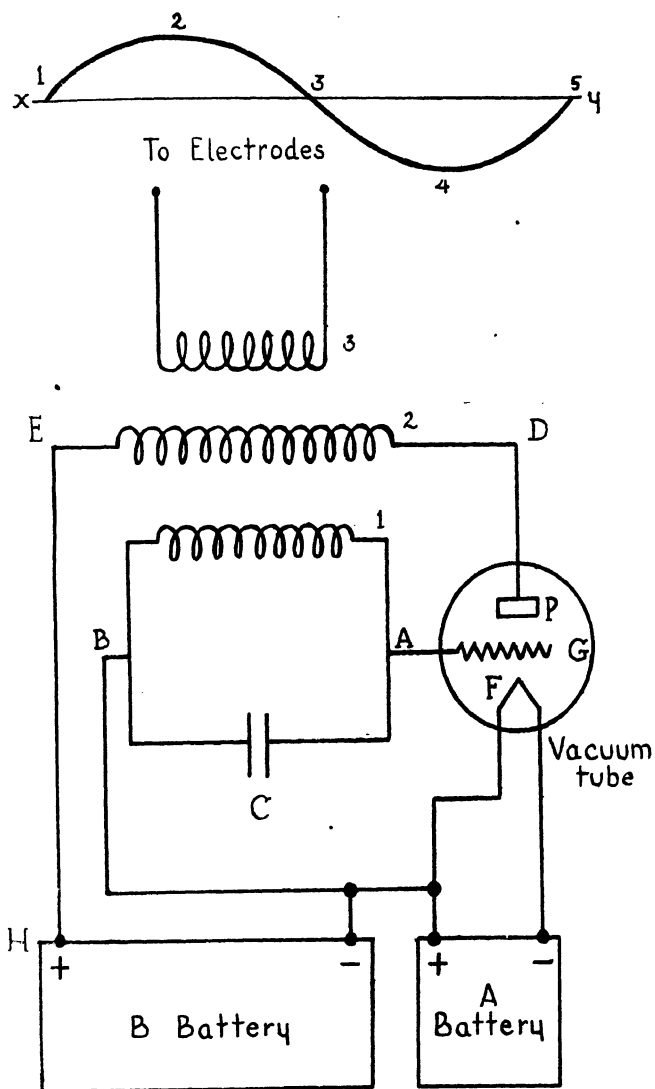 2
1
3
5
x
y
4
To Electrodes
3
E
2
D
1
P
B
A
G
F
Vacuum
tube
C
H
+
-
+
-
B Battery
A
Battery